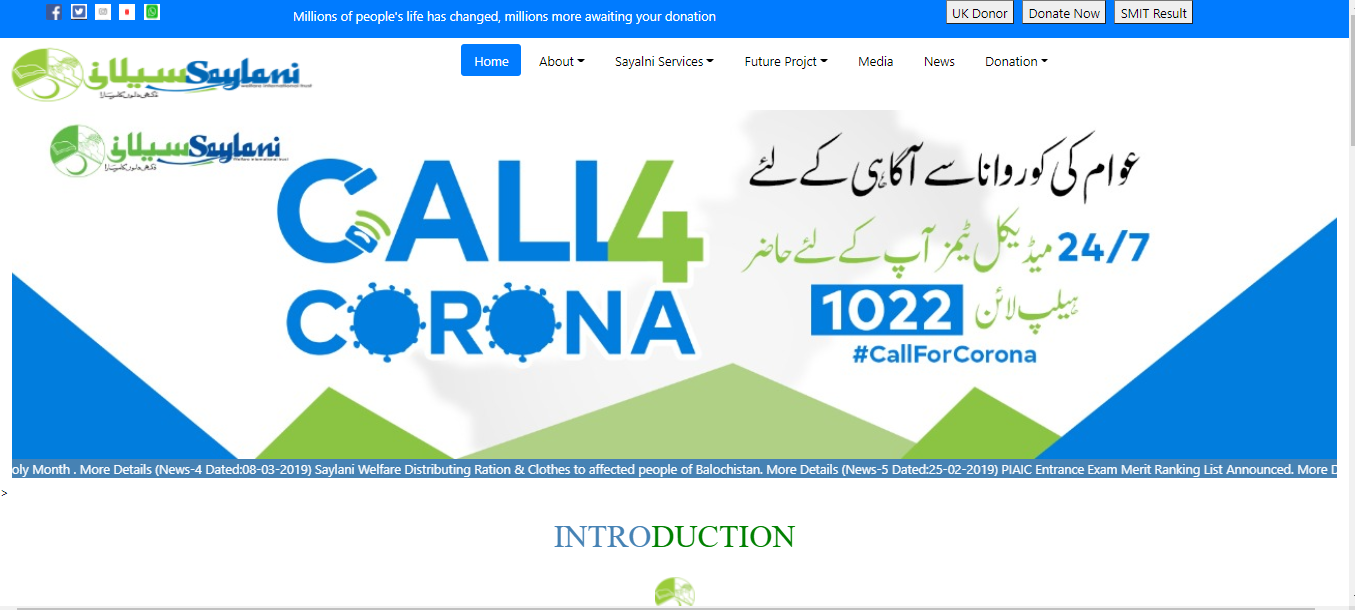 Millions of people's life has changed, millions more awaiting your donation
UK Donor
Donate Now
SMIT Result
سیلانی Saylani
welfare international trust
Home
About
Sayalni Services
Future Projct
Media
News
Donation
سیلانی Saylani
Welfare International Trust
CALL4
CORONA
عوام کی کورونا سے آگاہی کے لئے
24/7 میڈیکل ٹیمز آپ کے لئے حاضر
ہیلپ لائن 1022
#CallForCorona
oly Month . More Details (News-4 Dated:08-03-2019) Saylani Welfare Distributing Ration & Clothes to affected people of Balochistan. More Details (News-5 Dated:25-02-2019) PIAIC Entrance Exam Merit Ranking List Announced. More D
>
INTRODUCTION